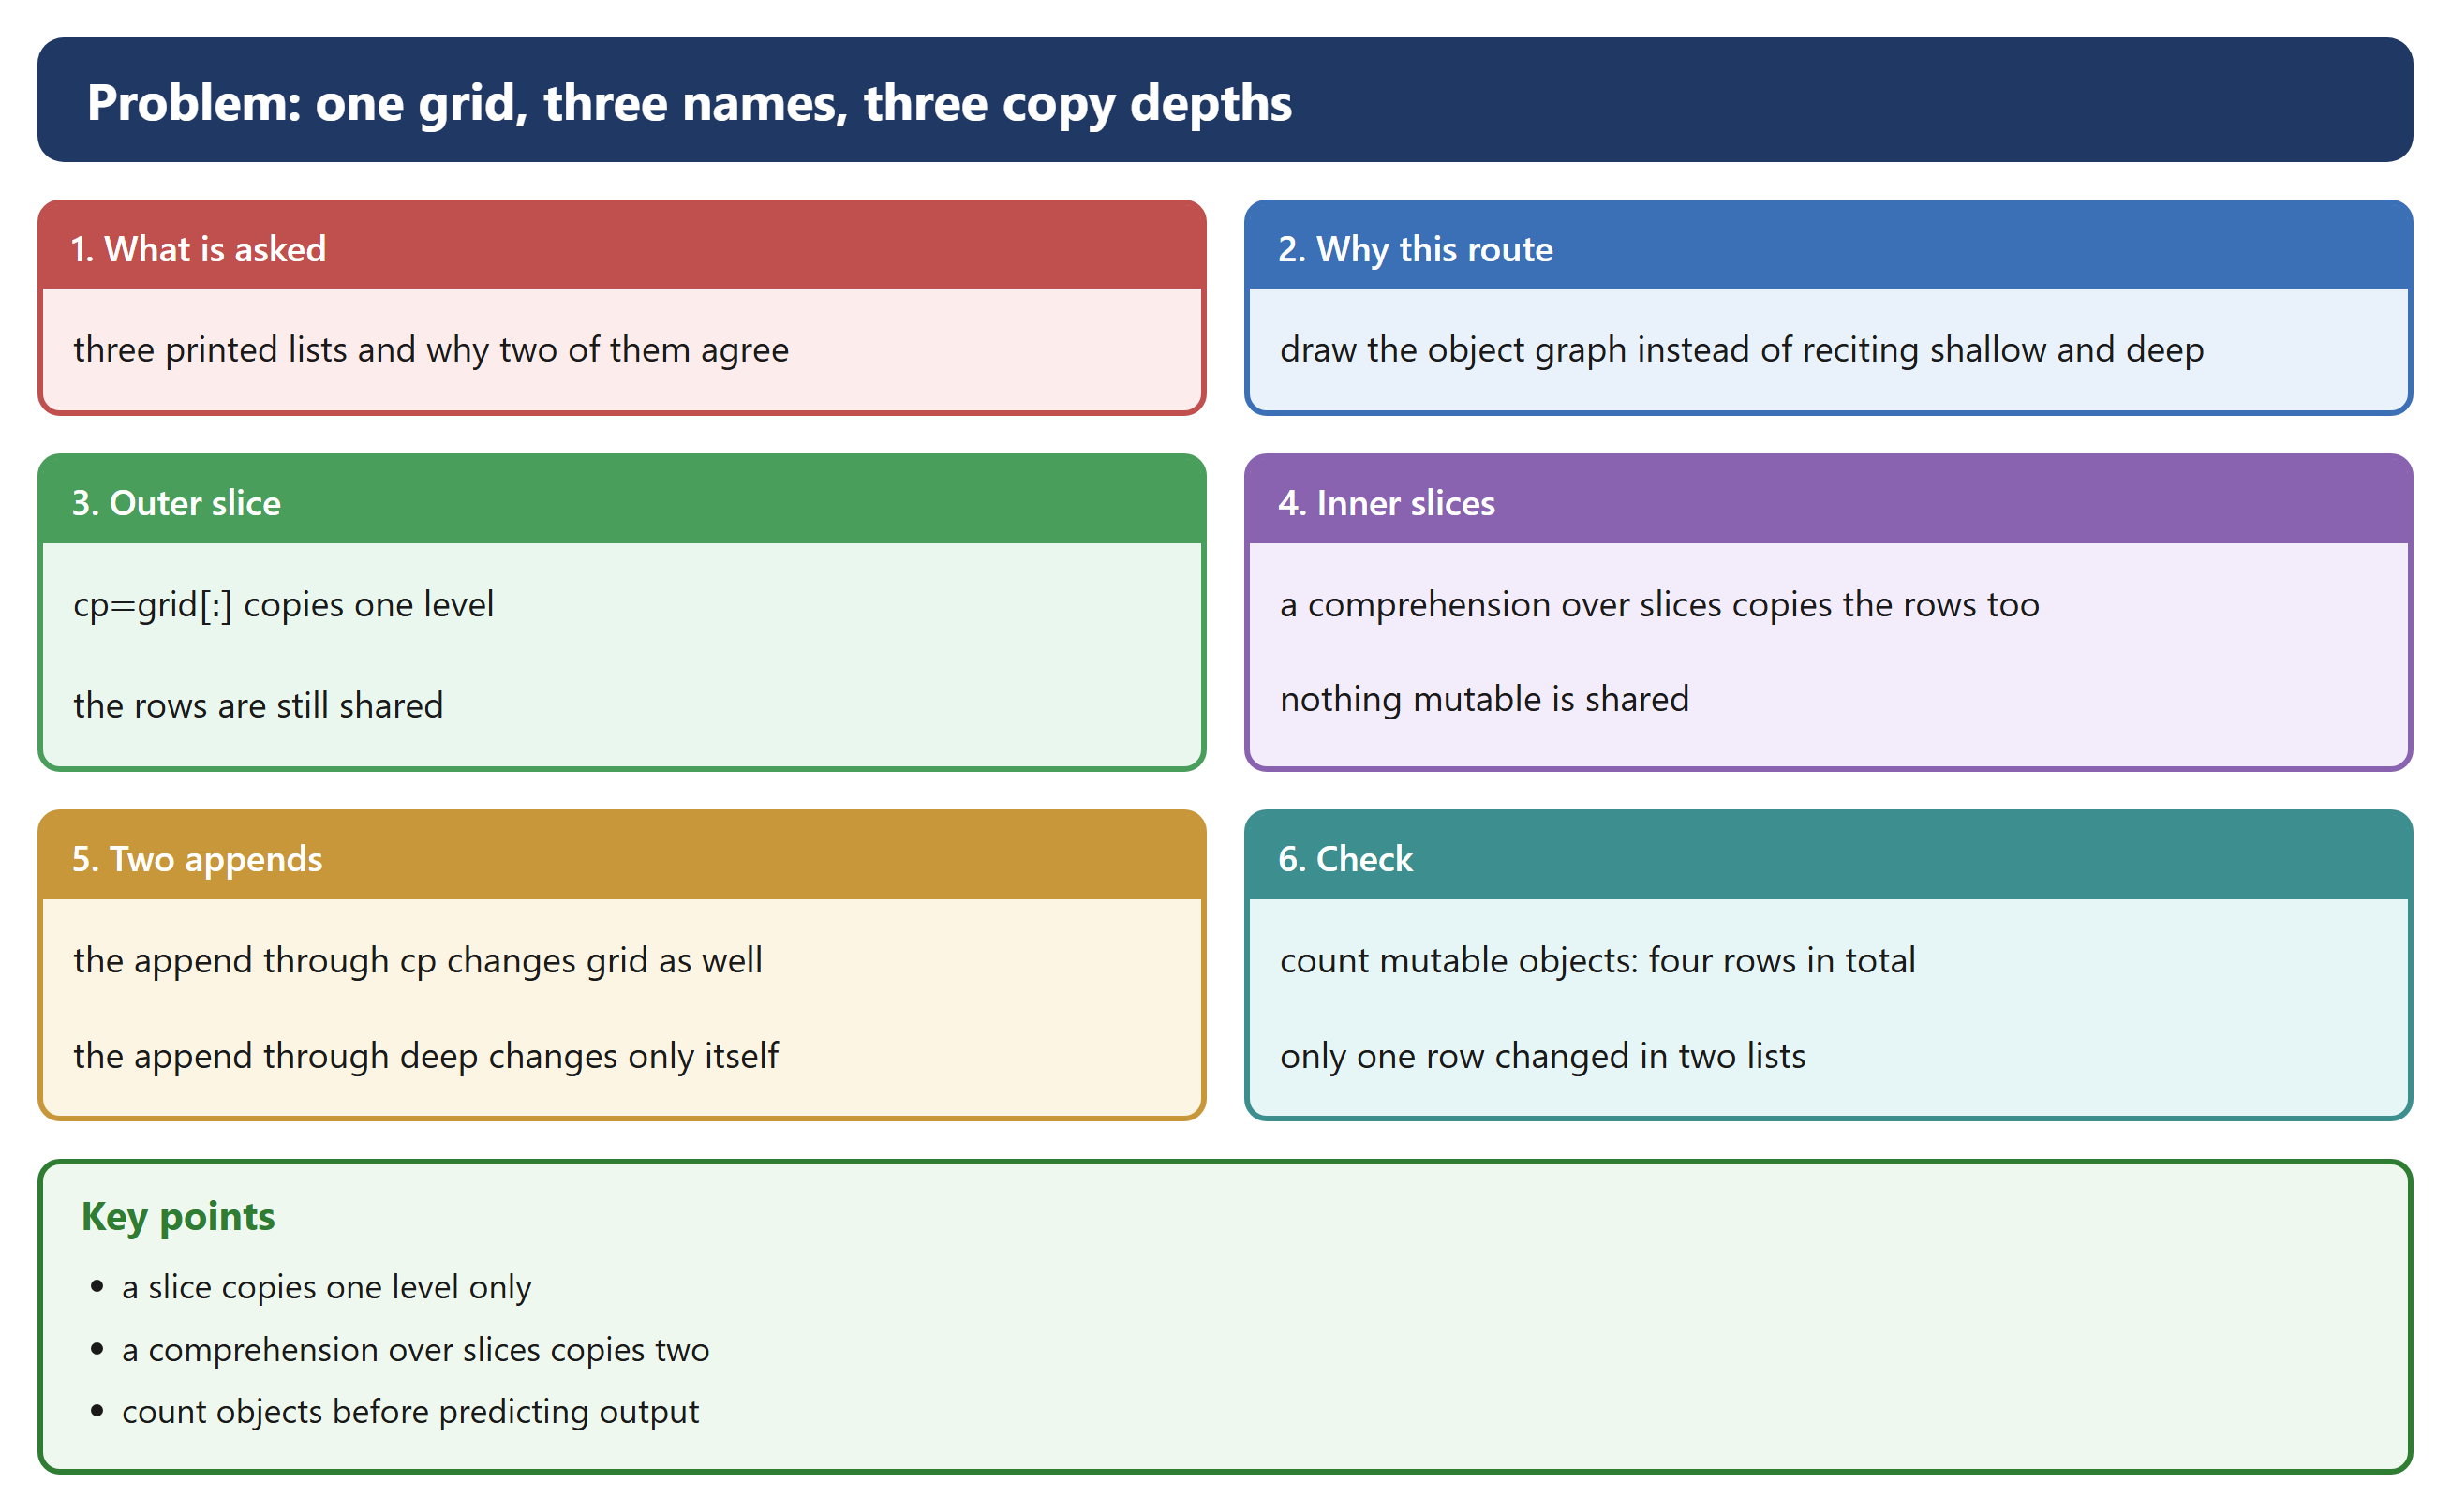 Problem: one grid, three names, three copy depths
1. What is asked
three printed lists and why two of them agree
2. Why this route
draw the object graph instead of reciting shallow and deep
3. Outer slice
cp=grid[:] copies one level
the rows are still shared
4. Inner slices
a comprehension over slices copies the rows too
nothing mutable is shared
5. Two appends
the append through cp changes grid as well
the append through deep changes only itself
6. Check
count mutable objects: four rows in total
only one row changed in two lists
Key points
• a slice copies one level only
• a comprehension over slices copies two
• count objects before predicting output